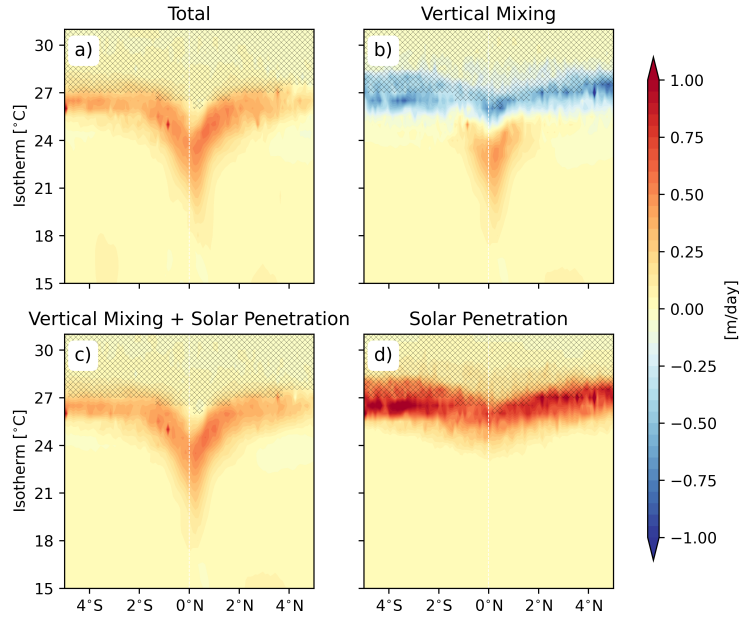 Total
Vertical Mixing
a)
b)
30
27
24
21
18
15
Isotherm [°C]
Vertical Mixing + Solar Penetration
Solar Penetration
c)
d)
30
27
24
21
18
15
Isotherm [°C]
4°S
2°S
0°N
2°N
4°N
4°S
2°S
0°N
2°N
4°N
1.00
0.75
0.50
0.25
0.00
−0.25
−0.50
−0.75
−1.00
[m/day]